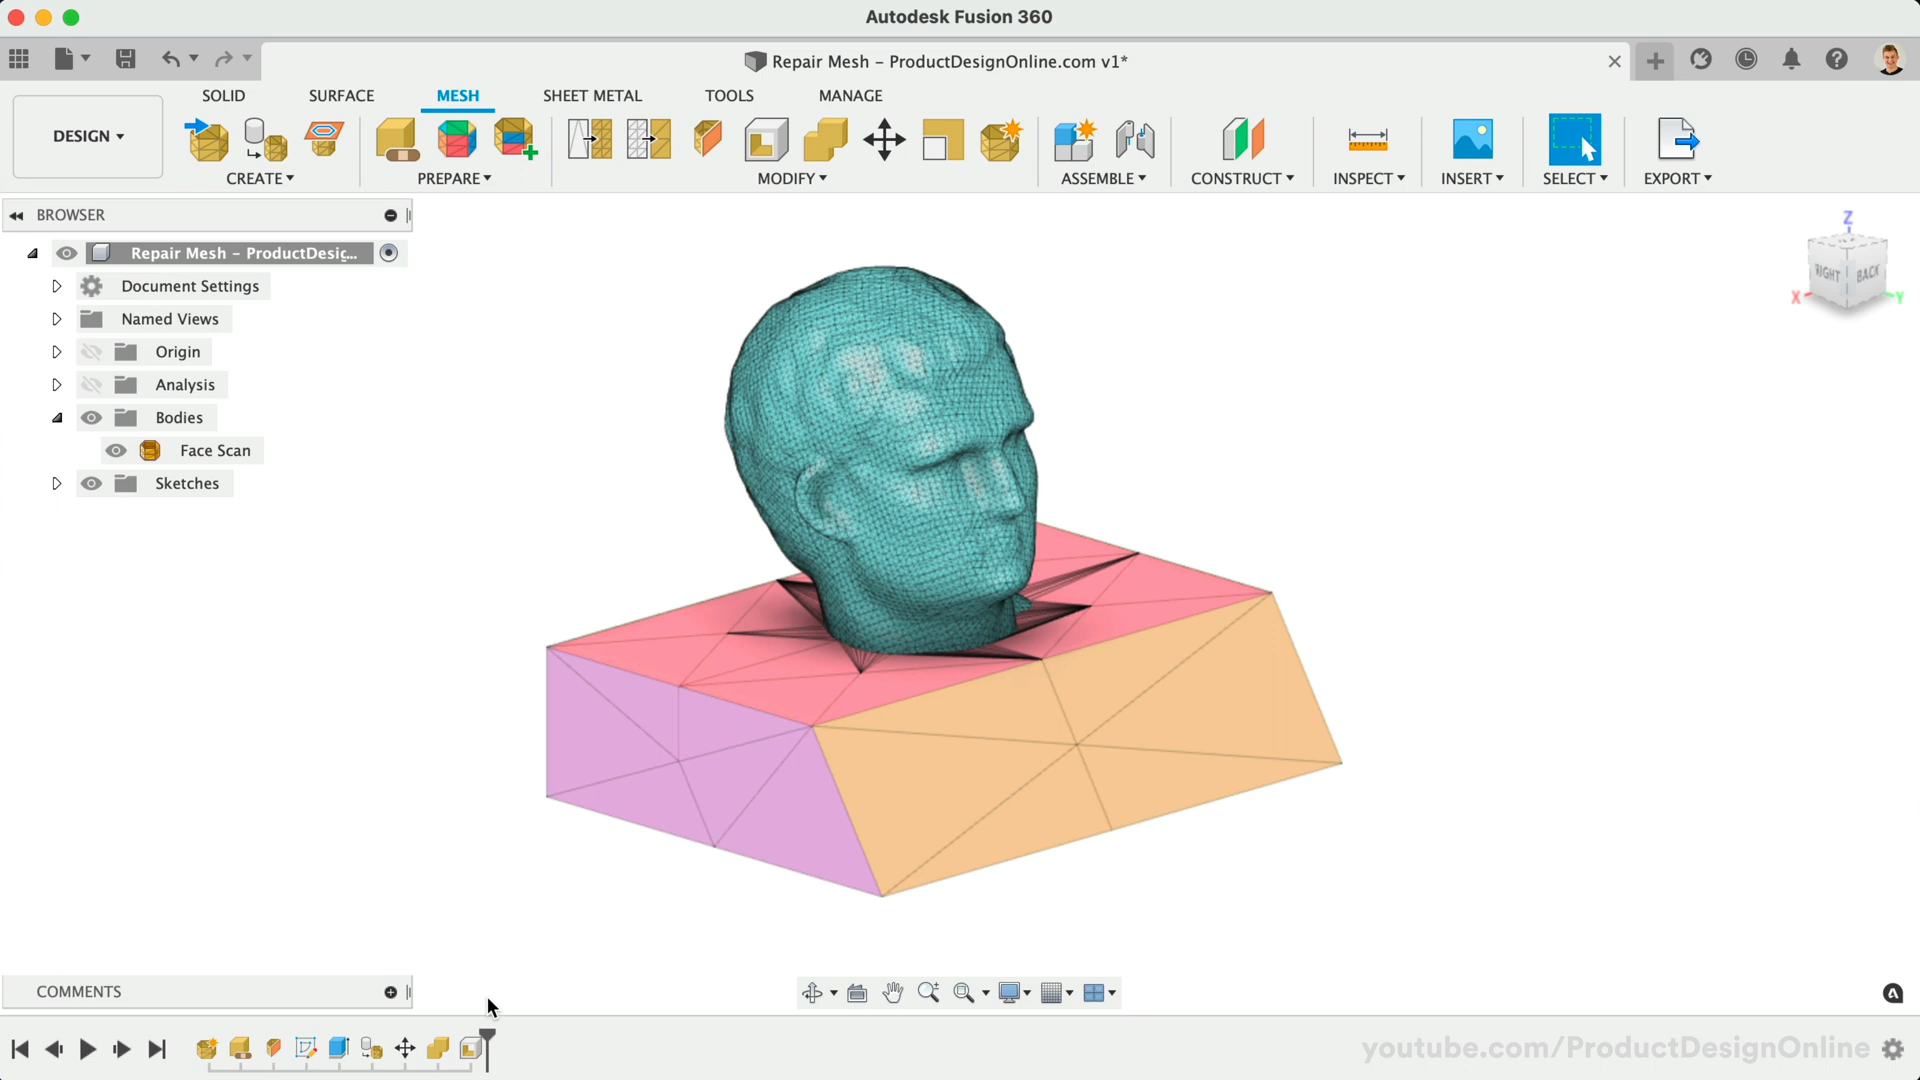 Autodesk Fusion 360
Repair Mesh – ProductDesignOnline.com v1*
SOLID SURFACE MESH SHEET METAL TOOLS MANAGE
DESIGN
CREATE PREPARE MODIFY ASSEMBLE CONSTRUCT INSPECT INSERT SELECT EXPORT
BROWSER
Repair Mesh – ProductDesig...
Document Settings
Named Views
Origin
Analysis
Bodies
Face Scan
Sketches
Z
RIGHT BACK
X Y
COMMENTS
youtube.com/ProductDesignOnline